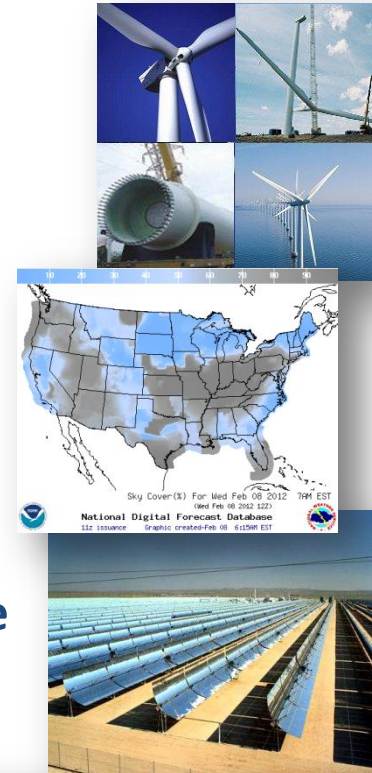 10 20 30 40 50 60 70 80 90
Sky Cover(%) For Wed Feb 08 2012 7AM EST
(Wed Feb 08 2012 12Z)
National Digital Forecast Database
11z issuance Graphic created-Feb 08 6:15AM EST
e